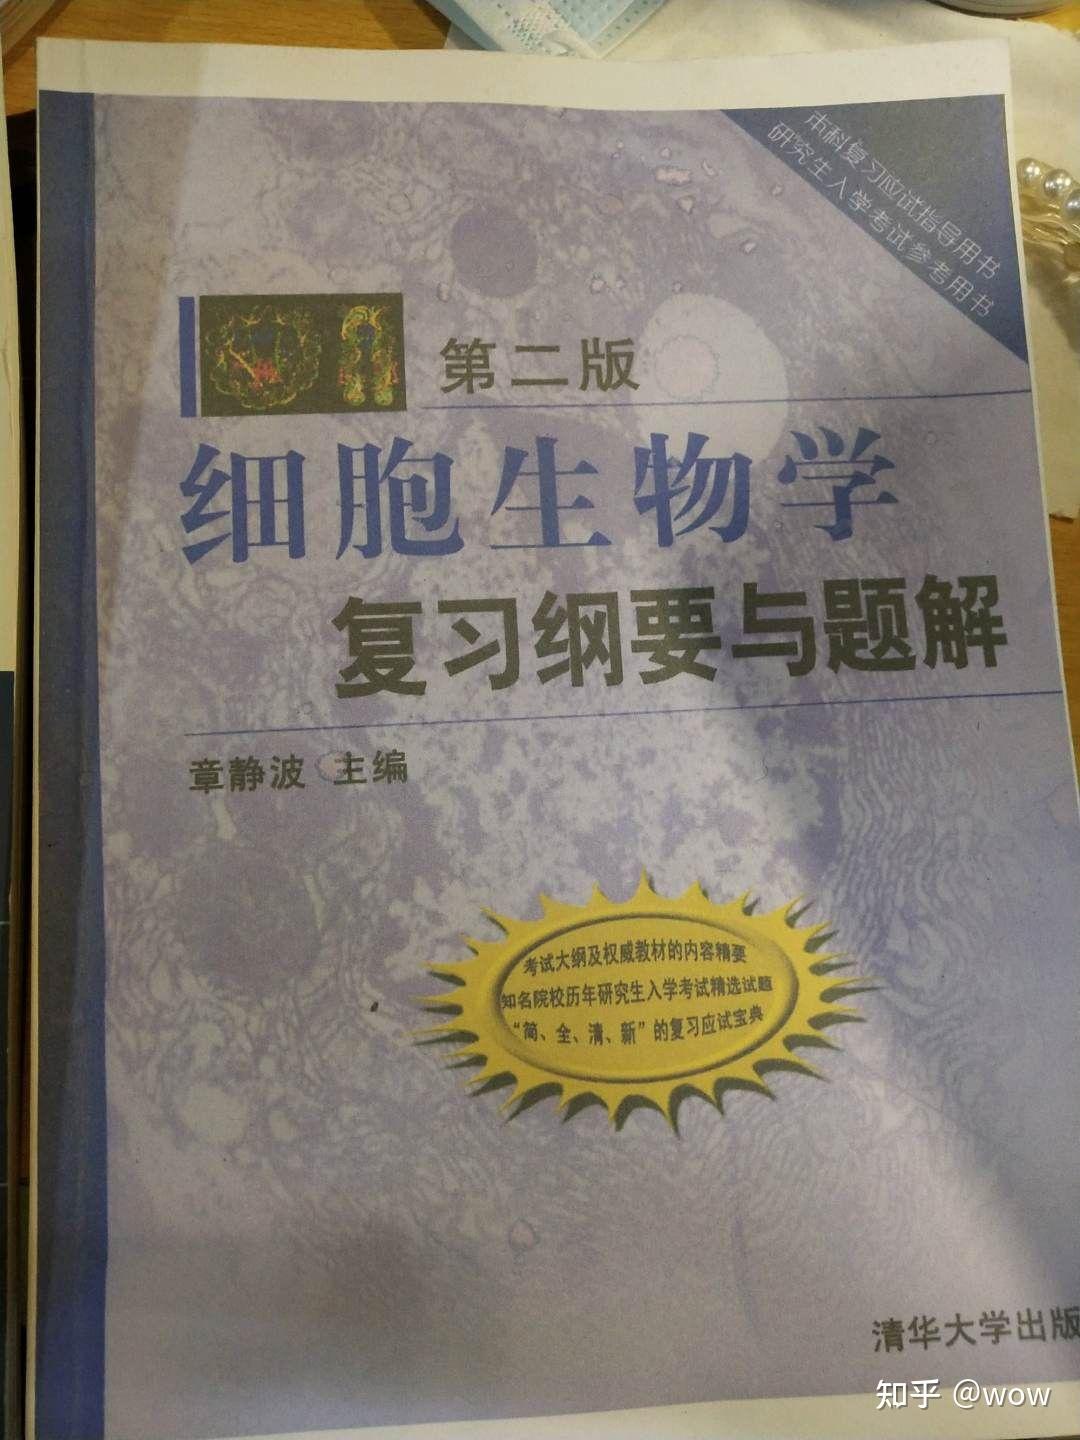 本科复习应试指导用书
研究生入学考试参考用书
第二版
细胞生物学
复习纲要与题解
章静波 主编
考试大纲及权威教材的内容精要
知名院校历年研究生入学考试精选试题
“简、全、清、新”的复习应试宝典
清华大学出版
知乎 @wow